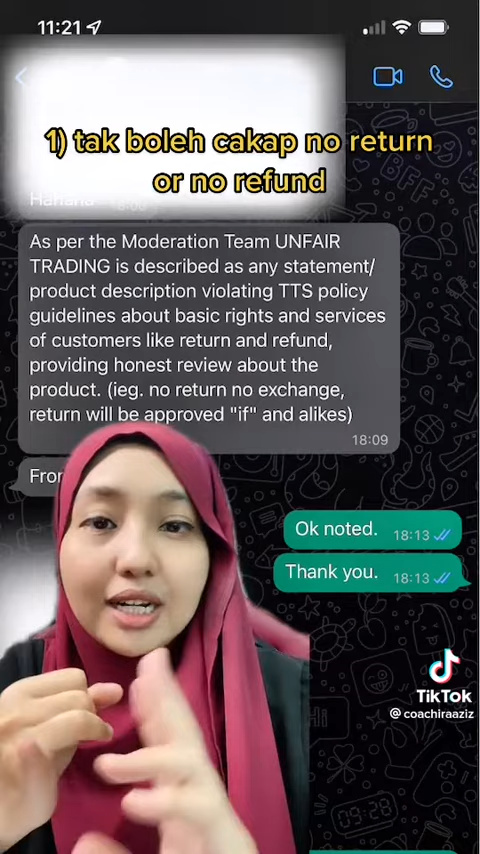 11:21
1) tak boleh cakap no return
or no refund
As per the Moderation Team UNFAIR
TRADING is described as any statement/
product description violating TTS policy
guidelines about basic rights and services
of customers like return and refund,
providing honest review about the
product. (ieg. no return no exchange,
return will be approved "if" and alikes)
18:09
Ok noted. 18:13
Thank you. 18:13
TikTok
@coachiraaziz